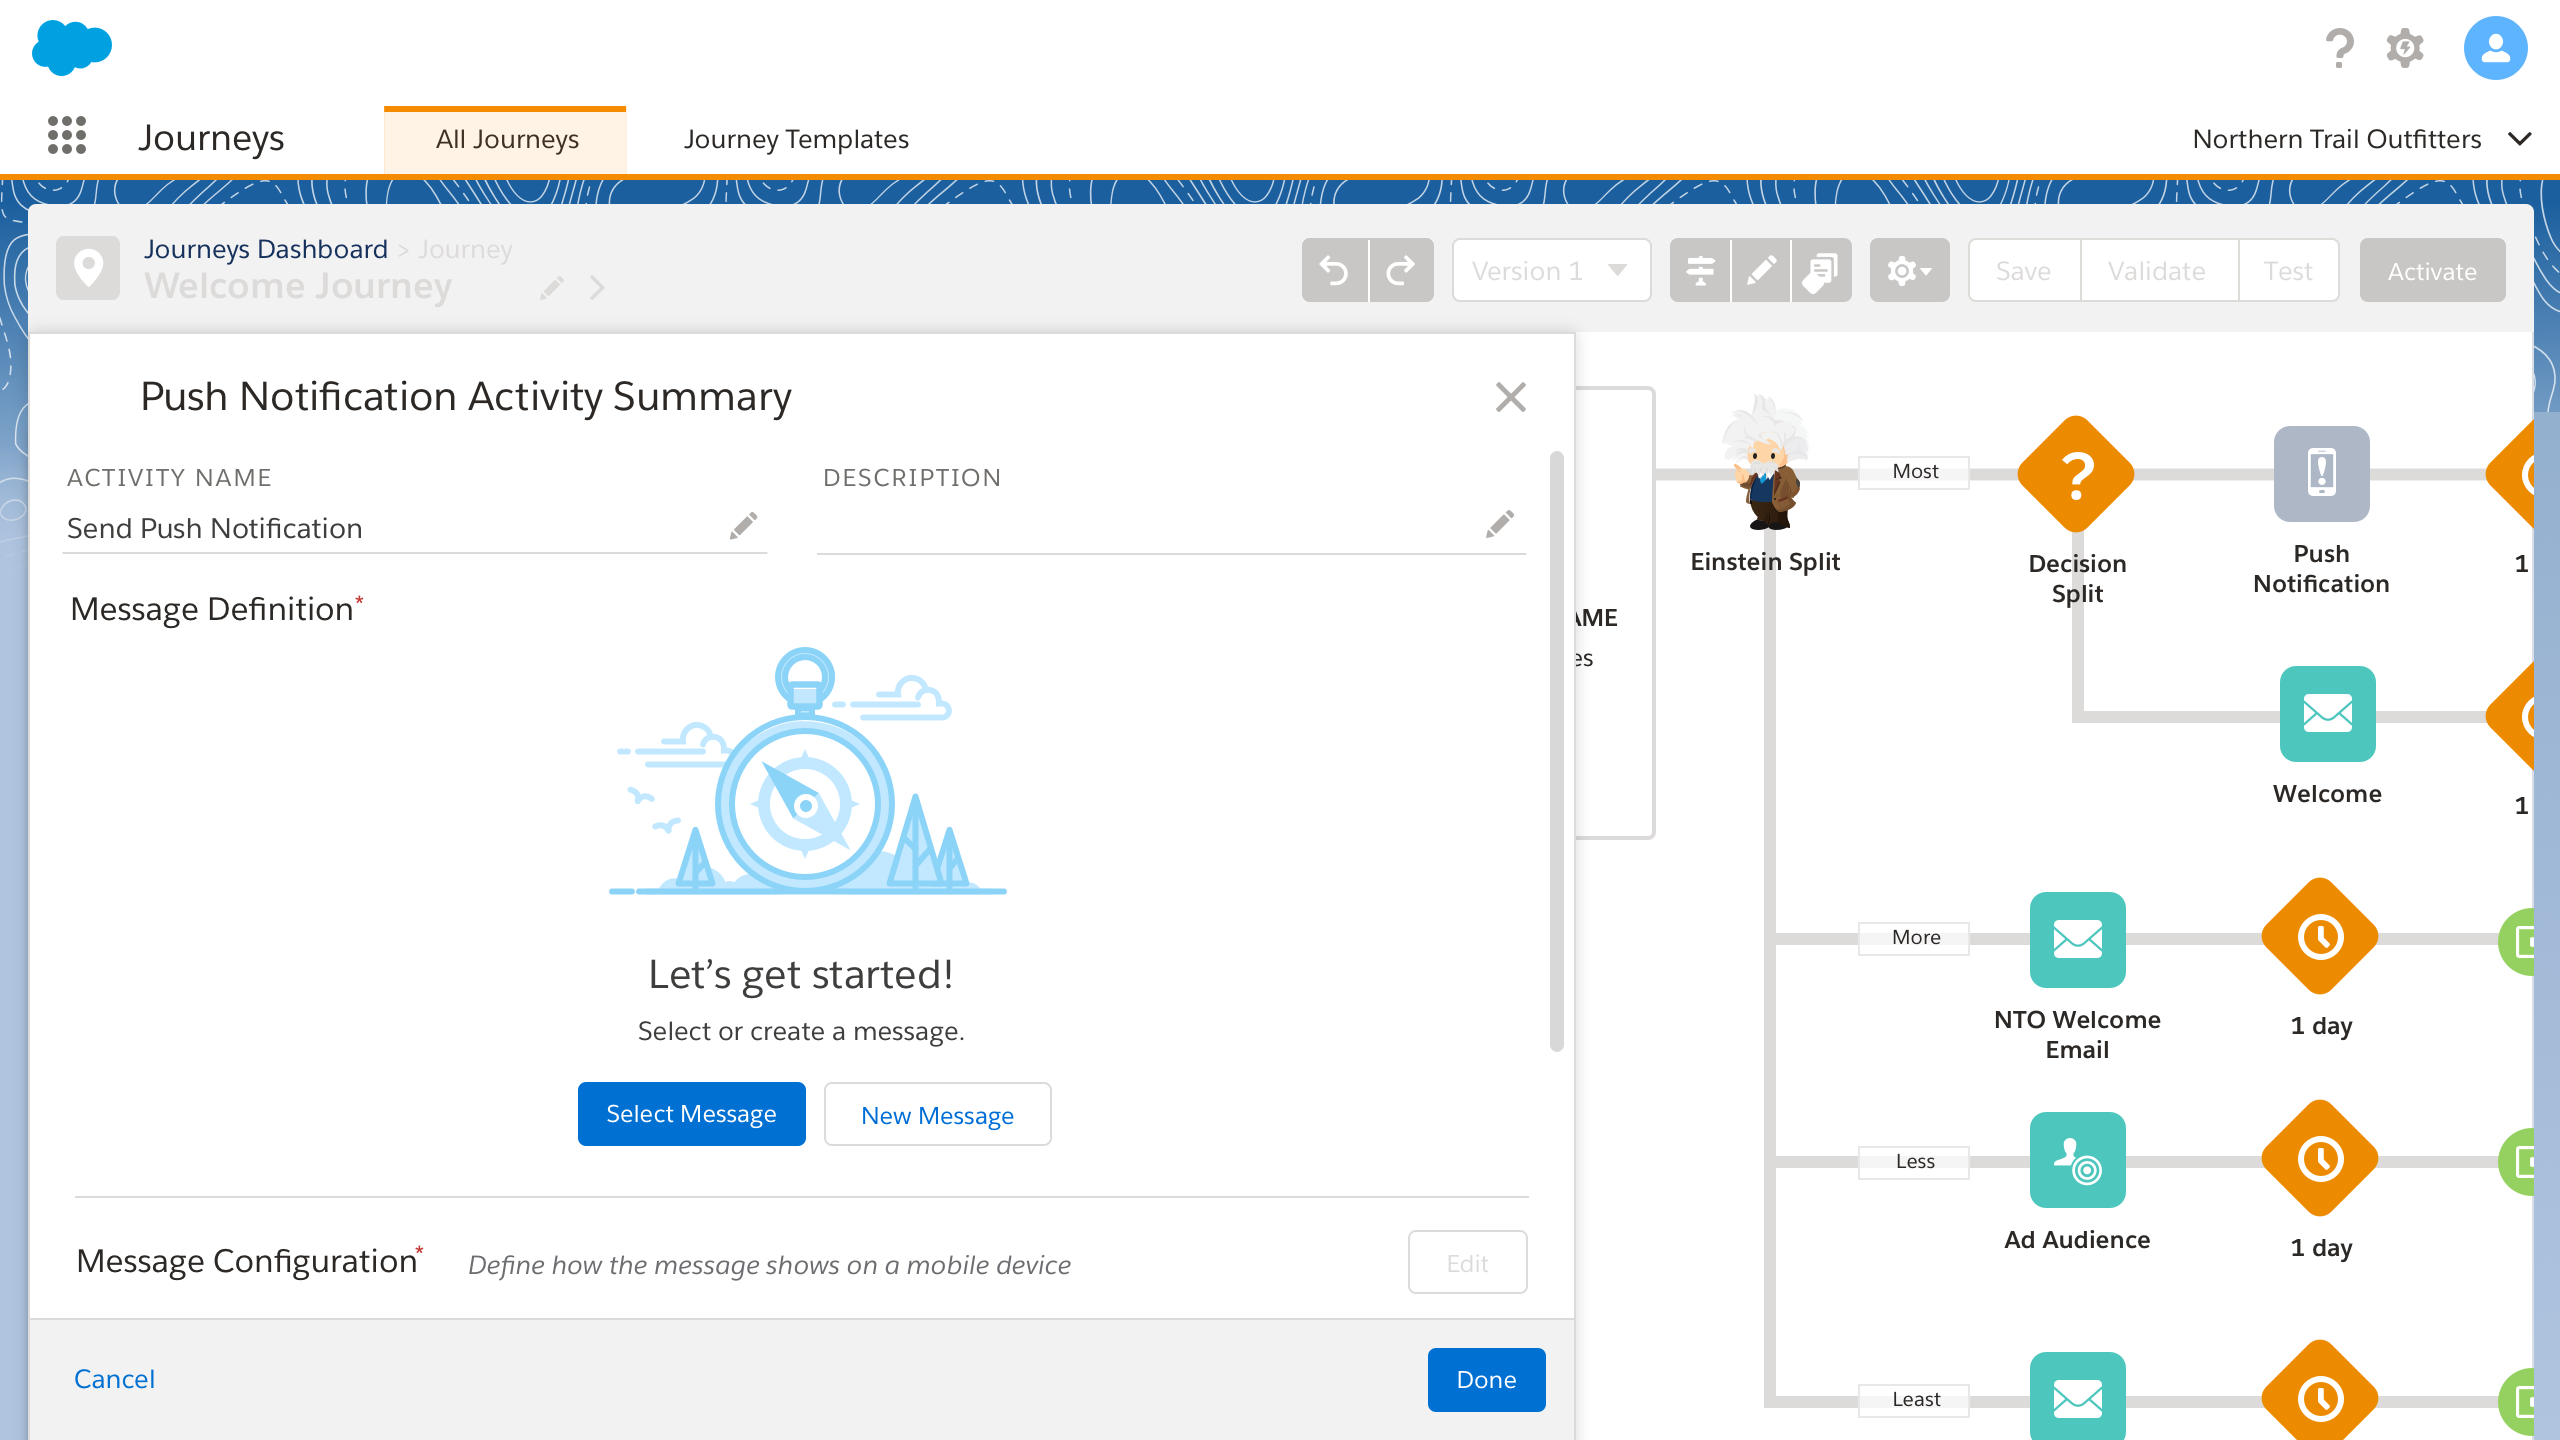 Journeys
All Journeys
Journey Templates
Northern Trail Outfitters
Journeys Dashboard > Journey
Welcome Journey
Version 1
Save
Validate
Test
Activate
Push Notification Activity Summary
ACTIVITY NAME
DESCRIPTION
Send Push Notification
Message Definition*
Let's get started!
Select or create a message.
Select Message
New Message
Message Configuration*
Define how the message shows on a mobile device
Edit
Cancel
Done
AME
es
Einstein Split
Most
Decision
Split
Push
Notification
1
Welcome
1
More
NTO Welcome
Email
1 day
Less
Ad Audience
1 day
Least